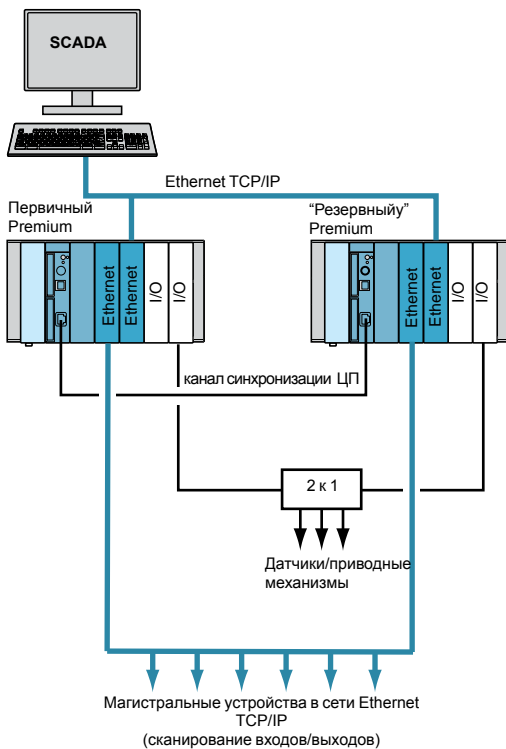 SCADA
Ethernet TCP/IP
Первичный
Premium
“Резервныйу”
Premium
Ethernet
Ethernet
I/O
I/O
Ethernet
Ethernet
I/O
I/O
канал синхронизации ЦП
2 к 1
Датчики/приводные
механизмы
Магистральные устройства в сети Ethernet
TCP/IP
(сканирование входов/выходов)